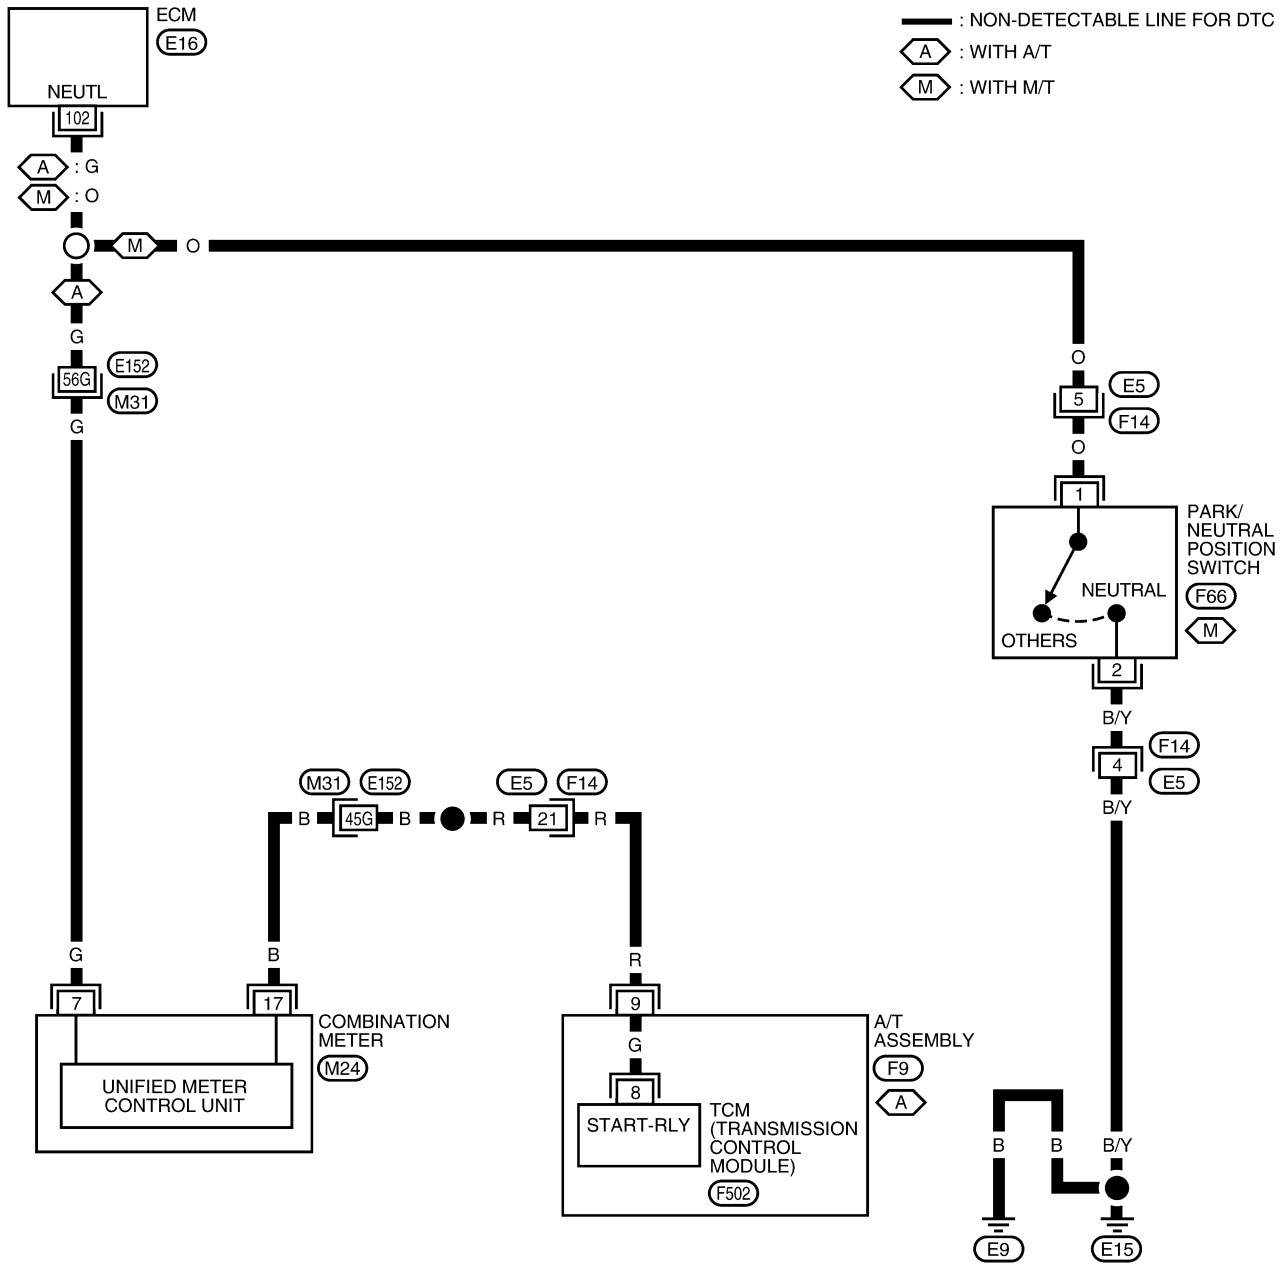 ECM
E16
NEUTL
102
A : G
M : O
: NON-DETECTABLE LINE FOR DTC
A : WITH A/T
M : WITH M/T
M O
A
G
56G
E152
M31
G
O
5
E5
F14
O
1
PARK/
NEUTRAL
POSITION
SWITCH
F66
M
NEUTRAL
OTHERS
2
B/Y
4
F14
E5
B/Y
M31 E152
E5 F14
B 45G B R 21 R
G
B
R
7
17
9
COMBINATION
METER
M24
UNIFIED METER
CONTROL UNIT
A/T
ASSEMBLY
F9
A
G
8
START-RLY
TCM
(TRANSMISSION
CONTROL
MODULE)
F502
B B B/Y
E9
E15